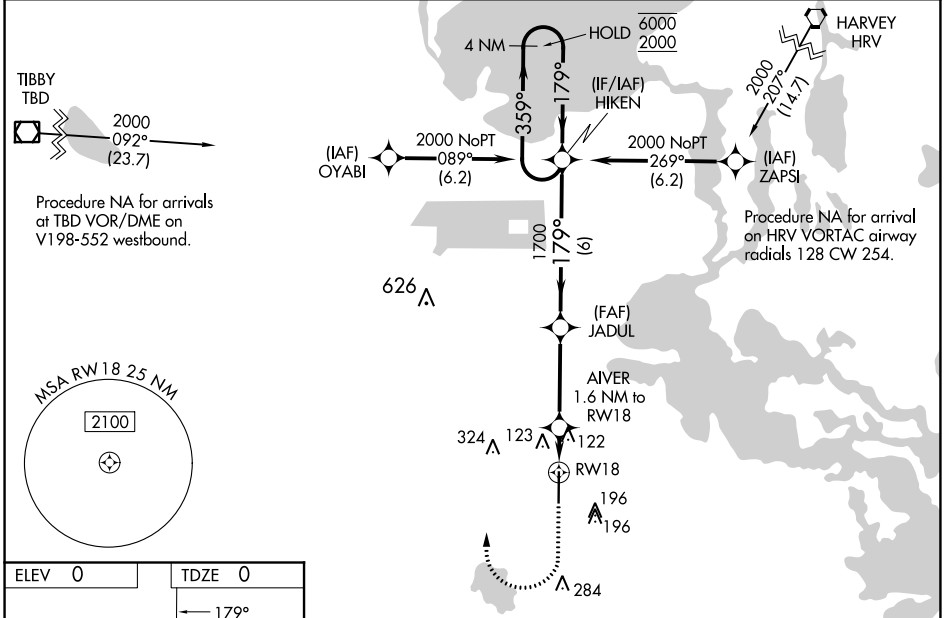 TIBBY
TBD
2000
092°
(23.7)
Procedure NA for arrivals
at TBD VOR/DME on
V198-552 westbound.
4 NM
HOLD
6000
2000
359°
179°
(IF/IAF)
HIKEN
HARVEY
HRV
2000
207°
(14.7)
(IAF)
OYABI
2000 NoPT
089°
(6.2)
2000 NoPT
269°
(6.2)
(IAF)
ZAPSI
Procedure NA for arrival
on HRV VORTAC airway
radials 128 CW 254.
1700
179°
(6)
626
(FAF)
JADUL
AIVER
1.6 NM to
RW18
324
123
122
RW18
196
196
284
MSA RW18 25 NM
2100
ELEV 0
TDZE 0
179°